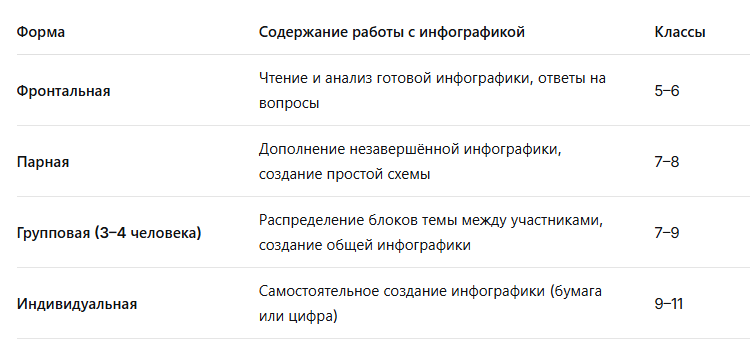 Форма Содержание работы с инфографикой Классы
Фронтальная
Чтение и анализ готовой инфографики, ответы на
вопросы
5–6
Парная
Дополнение незавершённой инфографики,
создание простой схемы
7–8
Групповая (3–4 человека)
Распределение блоков темы между участниками,
создание общей инфографики
7–9
Индивидуальная
Самостоятельное создание инфографики (бумага
или цифра)
9–11